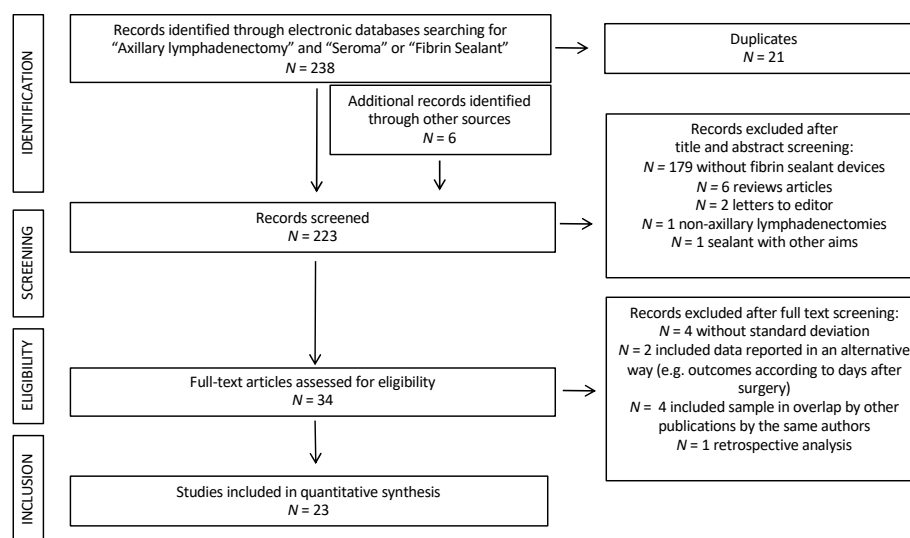 Records identified through electronic databases searching for
“Axillary lymphadenectomy” and “Seroma” or “Fibrin Sealant”
N = 238
Duplicates
N = 21
IDENTIFICATION
Additional records identified
through other sources
N = 6
Records excluded after
title and abstract screening:
N = 179 without fibrin sealant devices
N = 6 reviews articles
N = 2 letters to editor
N = 1 non-axillary lymphadenectomies
N = 1 sealant with other aims
SCREENING
Records screened
N = 223
ELIGIBILITY
Full-text articles assessed for eligibility
N = 34
Records excluded after full text screening:
N = 4 without standard deviation
N = 2 included data reported in an alternative
way (e.g. outcomes according to days after
surgery)
N = 4 included sample in overlap by other
publications by the same authors
N = 1 retrospective analysis
INCLUSION
Studies included in quantitative synthesis
N = 23